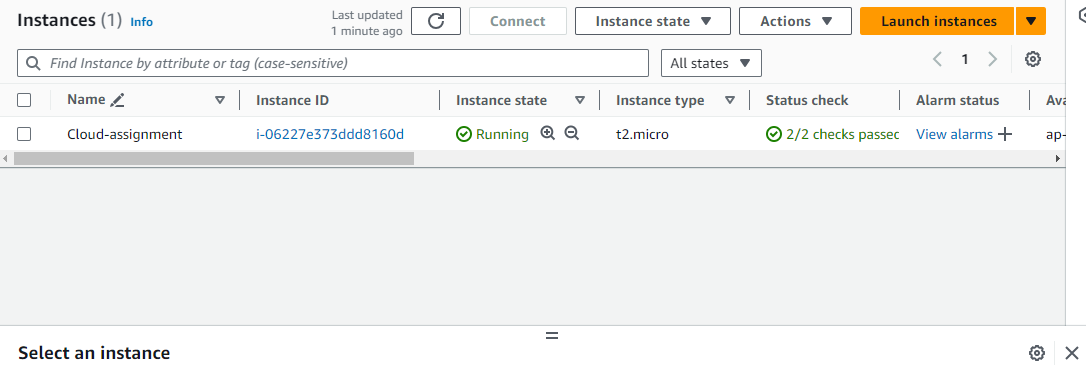 Instances (1) Info
Last updated
1 minute ago
Connect
Instance state
Actions
Launch instances
Find Instance by attribute or tag (case-sensitive)
All states
1
Name Instance ID Instance state Instance type Status check Alarm status Ava
Cloud-assignment i-06227e373ddd8160d Running t2.micro 2/2 checks passec View alarms ap-
Select an instance